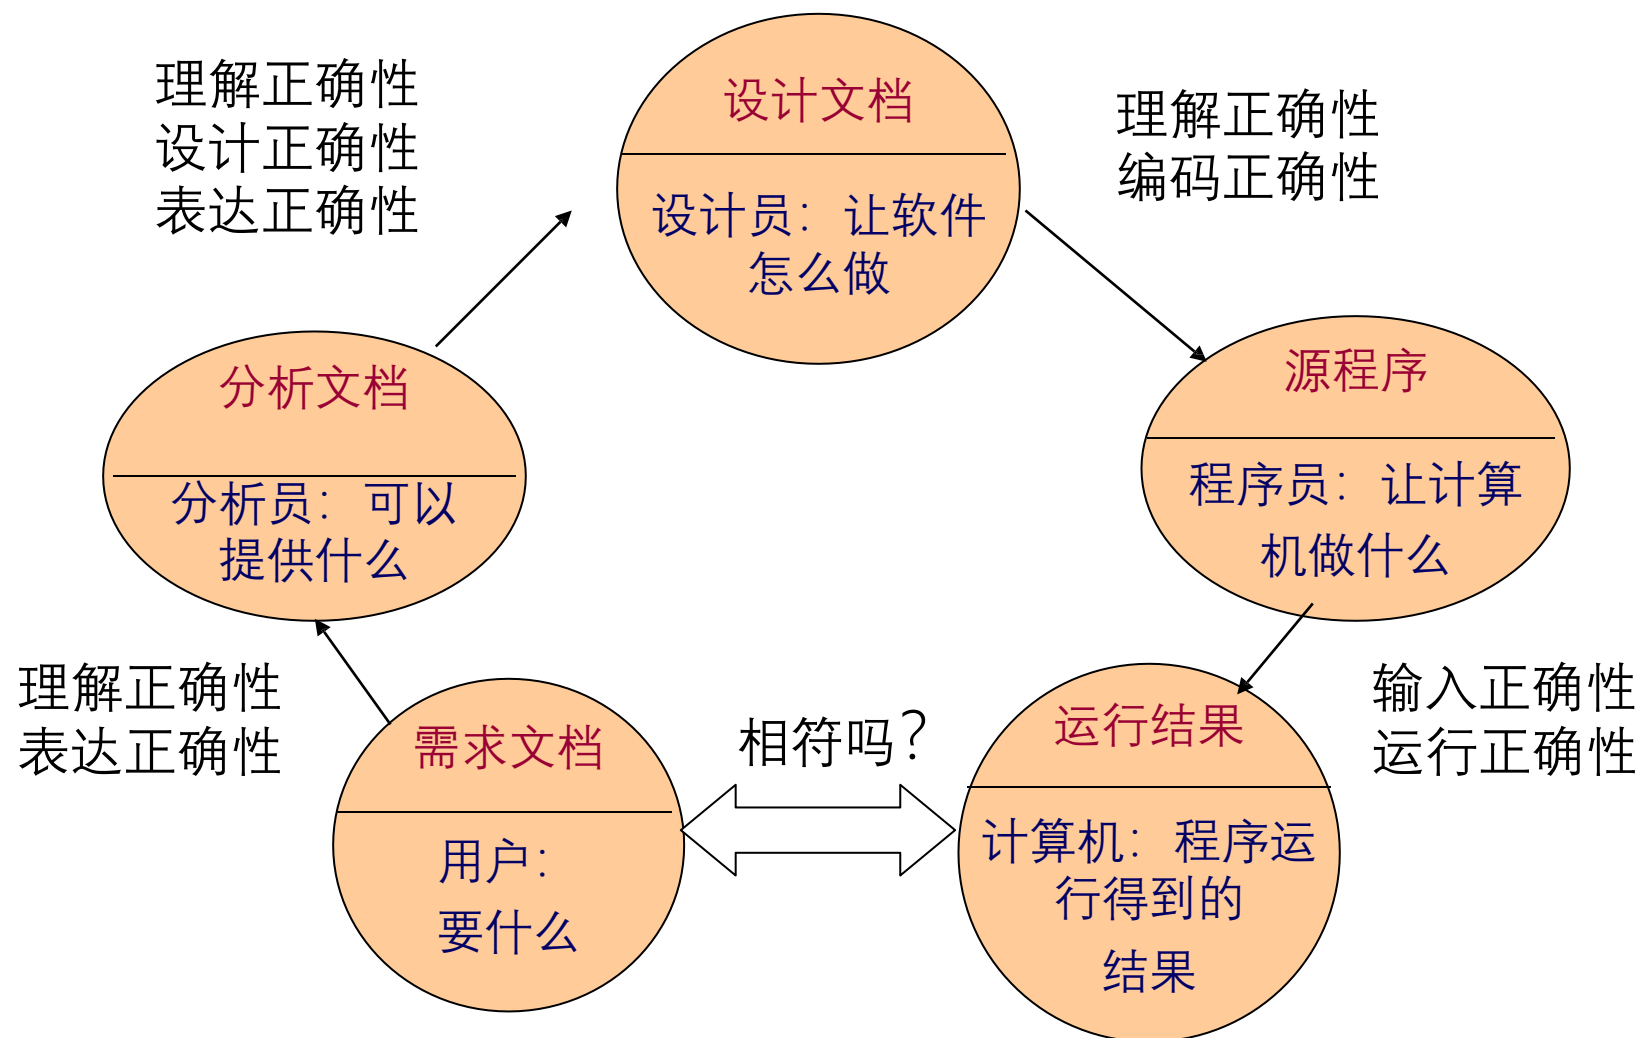 理解正确性
设计正确性
表达正确性
设计文档
设计员：让软件
怎么做
理解正确性
编码正确性
分析文档
分析员：可以
提供什么
源程序
程序员：让计算
机做什么
理解正确性
表达正确性
需求文档
用户：
要什么
相符吗？
运行结果
计算机：程序运
行得到的
结果
输入正确性
运行正确性